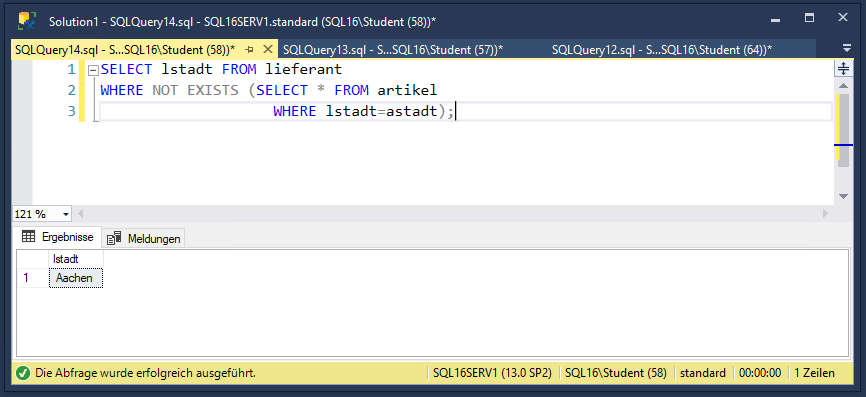 Solution1 - SQLQuery14.sql - SQL16SERV1.standard (SQL16\Student (58))*
SQLQuery14.sql - S...SQL16\Student (58))* SQLQuery13.sql - S...SQL16\Student (57))* SQLQuery12.sql - S...SQL16\Student (64))*
1 SELECT lstadt FROM lieferant
2 WHERE NOT EXISTS (SELECT * FROM artikel
3 WHERE lstadt=astadt);
121 %
Ergebnisse Meldungen
lstadt
1 Aachen
Die Abfrage wurde erfolgreich ausgeführt. SQL16SERV1 (13.0 SP2) SQL16\Student (58) standard 00:00:00 1 Zeilen